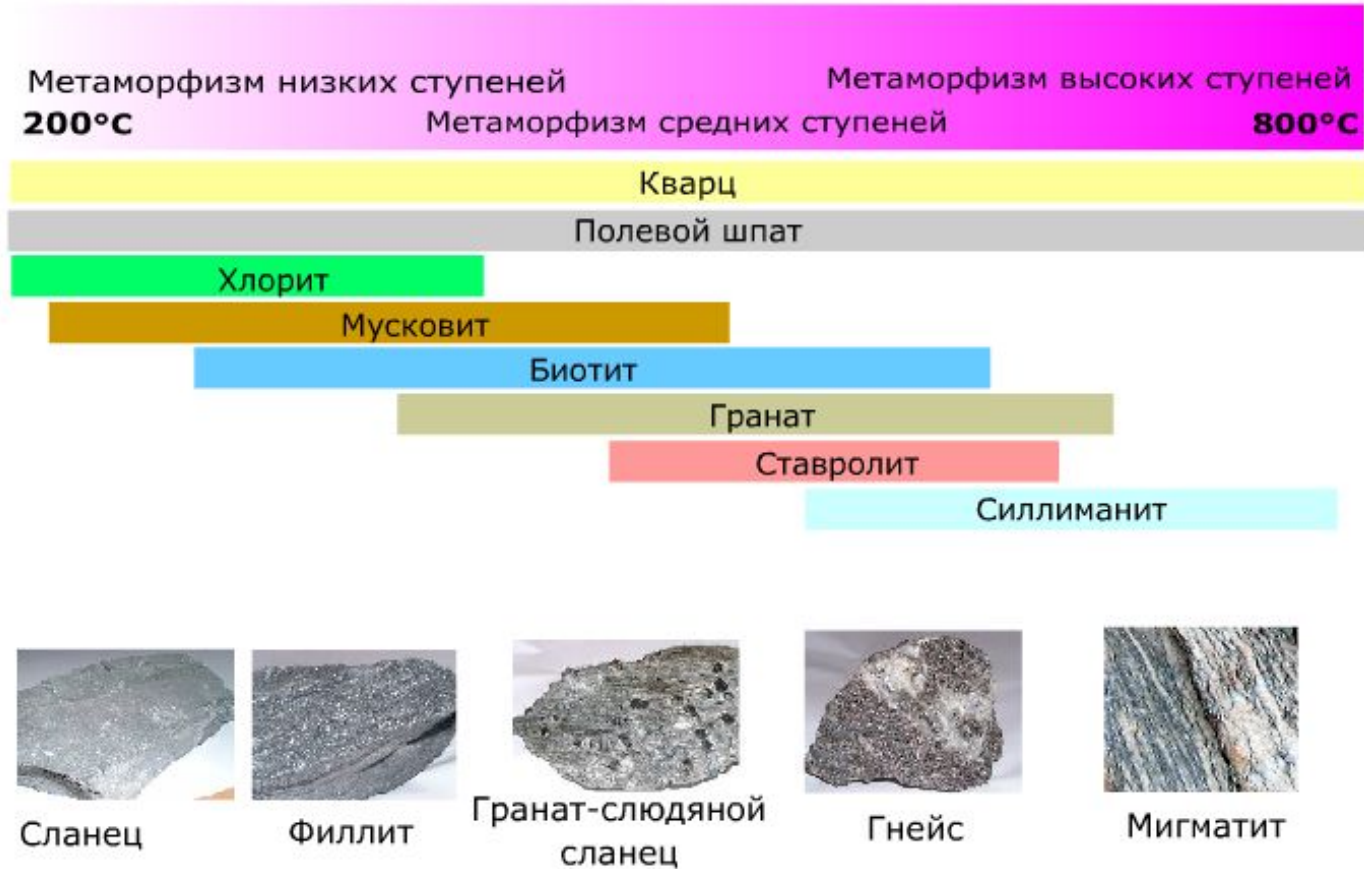 Метаморфизм низких ступеней
Метаморфизм высоких ступеней
200°C
Метаморфизм средних ступеней
800°C
Кварц
Полевой шпат
Хлорит
Мусковит
Биотит
Гранат
Ставролит
Силлиманит
Сланец
Филлит
Гранат-слюдяной
сланец
Гнейс
Мигматит